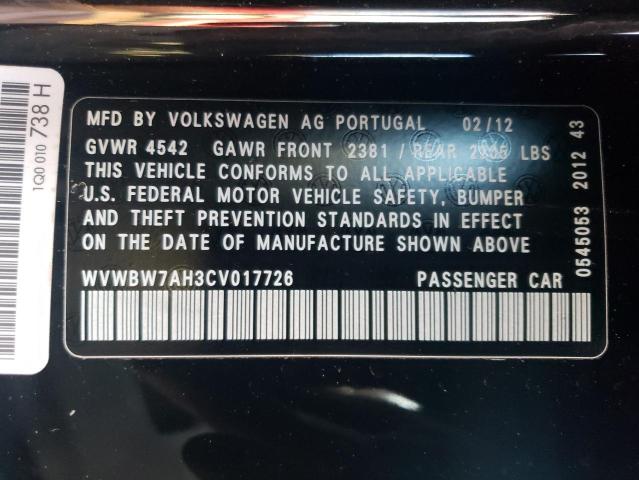 MFD BY VOLKSWAGEN AG PORTUGAL 02/12
GVWR 4542 GAWR FRONT 2381 / REAR LBS
THIS VEHICLE CONFORMS TO ALL APPLICABLE
U.S. FEDERAL MOTOR VEHICLE SAFETY, BUMPER
AND THEFT PREVENTION STANDARDS IN EFFECT
ON THE DATE OF MANUFACTURE SHOWN ABOVE
WVWBW7AH3CV017726 PASSENGER CAR
0545053 2012 43
1Q0 010 738 H